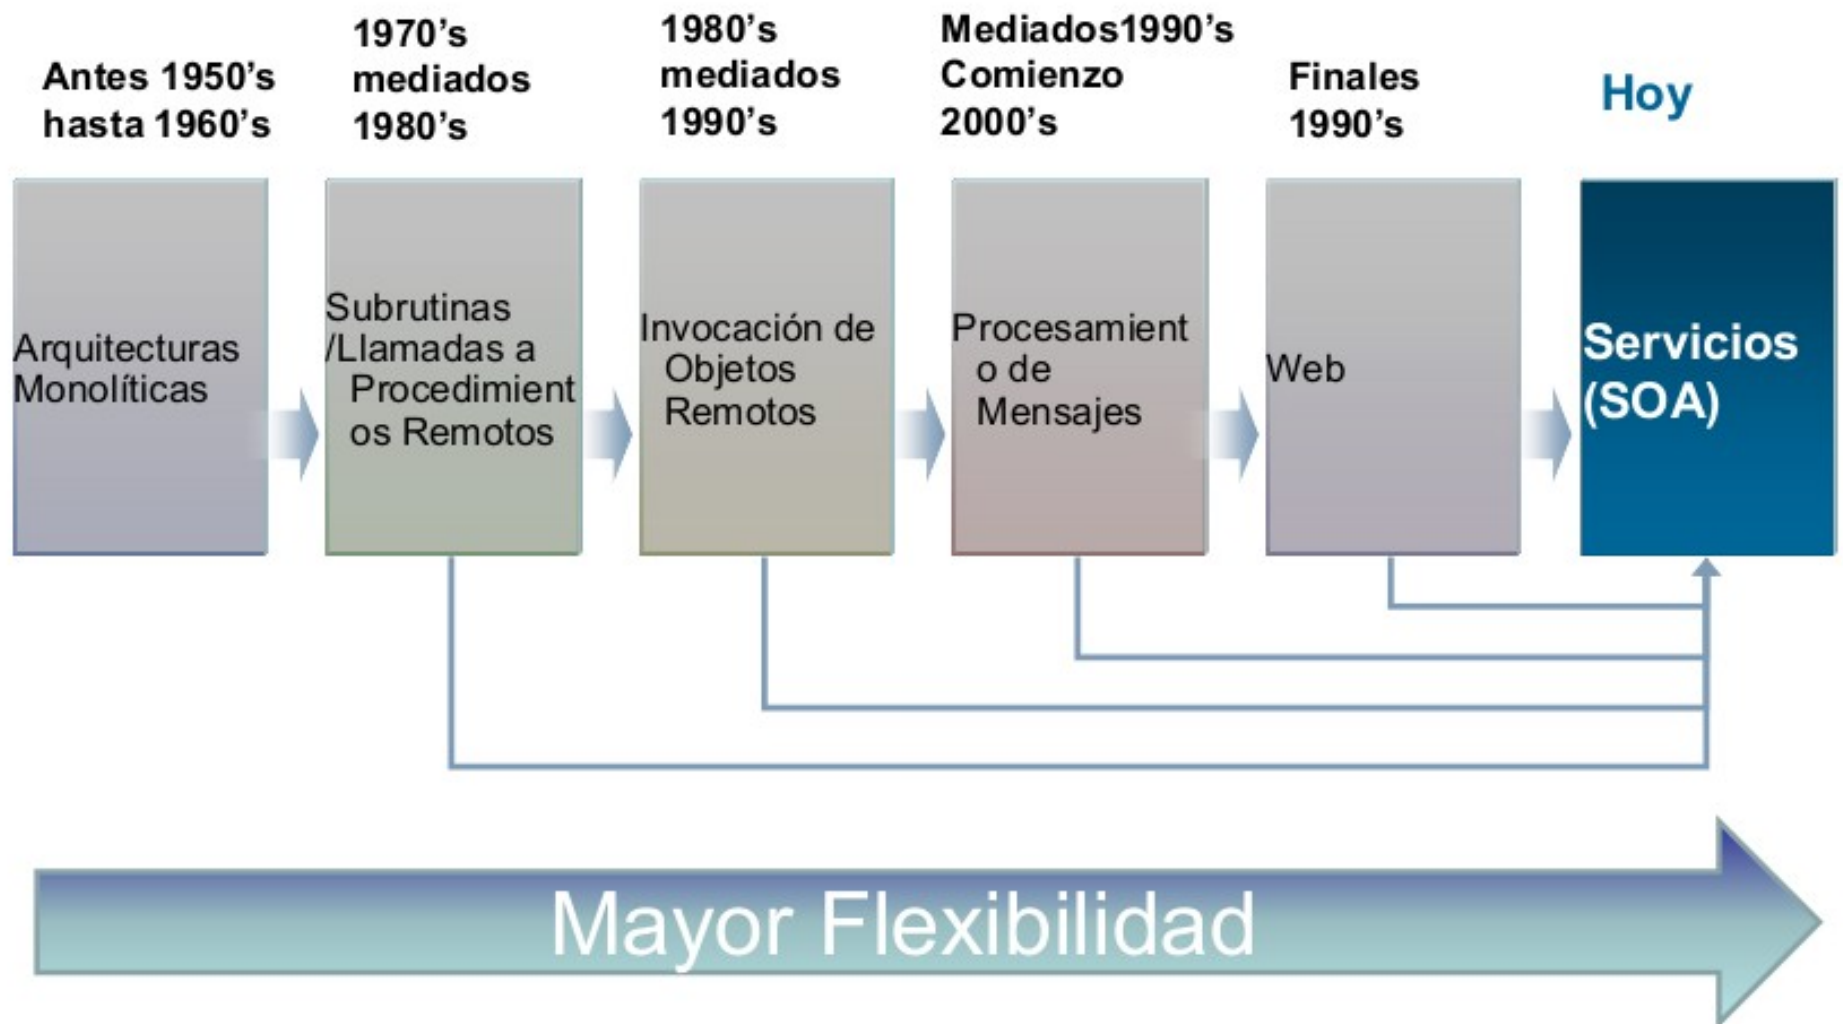 Antes 1950's
hasta 1960's
1970's
mediados
1980's
1980's
mediados
1990's
Mediados1990's
Comienzo
2000's
Finales
1990's
Hoy
Arquitecturas
Monolíticas
Subrutinas
/Llamadas a
Procedimient
os Remotos
Invocación de
Objetos
Remotos
Procesamient
o de
Mensajes
Web
Servicios
(SOA)
Mayor Flexibilidad